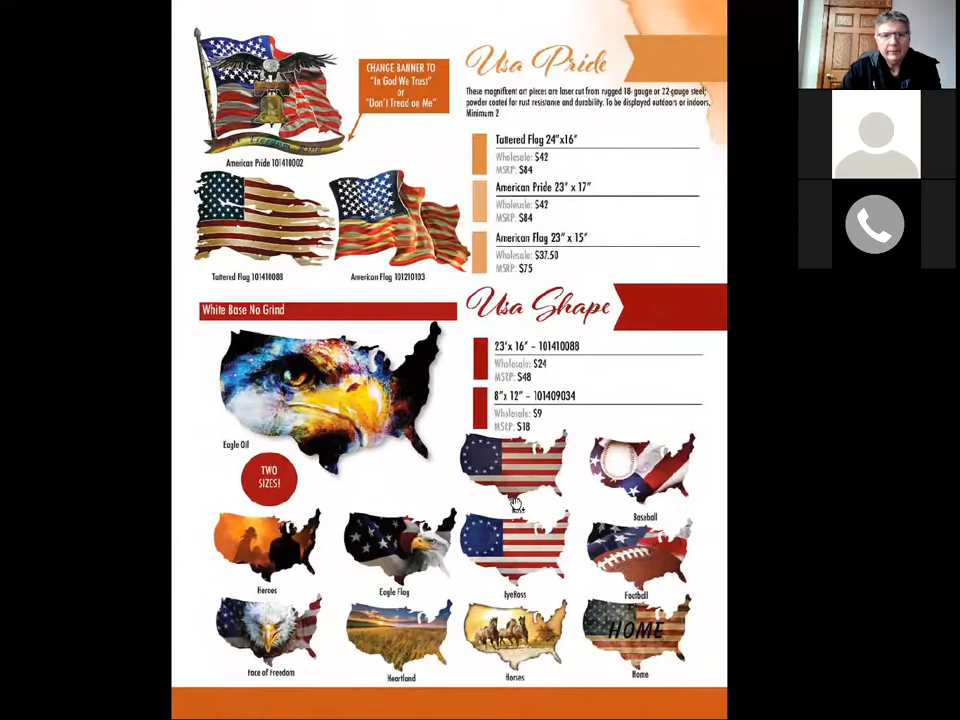 CHANGE BANNER TO
"In God We Trust"
or
"Don't Tread on Me"
American Pride 101410002
Tattered Flag 101410088
American Flag 101210103
Usa Pride
These magnificent art pieces are laser cut from rugged 18- gauge or 22-gauge steel;
powder coated for rust resistance and durability. To be displayed outdoors or indoors.
Minimum 2
Tattered Flag 24"x16"
Wholesale: $42
MSRP: $84
American Pride 23" x 17"
Wholesale: $42
MSRP: $84
American Flag 23" x 15"
Wholesale: $37.50
MSRP: $75
White Base No Grind
Usa Shape
23"x 16" – 101410088
Wholesale: $24
MSRP: $48
8"x 12" – 101409034
Wholesale: $9
MSRP: $18
Eagle Oil
TWO
SIZES!
Baseball
Heroes
Eagle Flag
Football
Face of Freedom
Heartland
Horses
HOME
Home